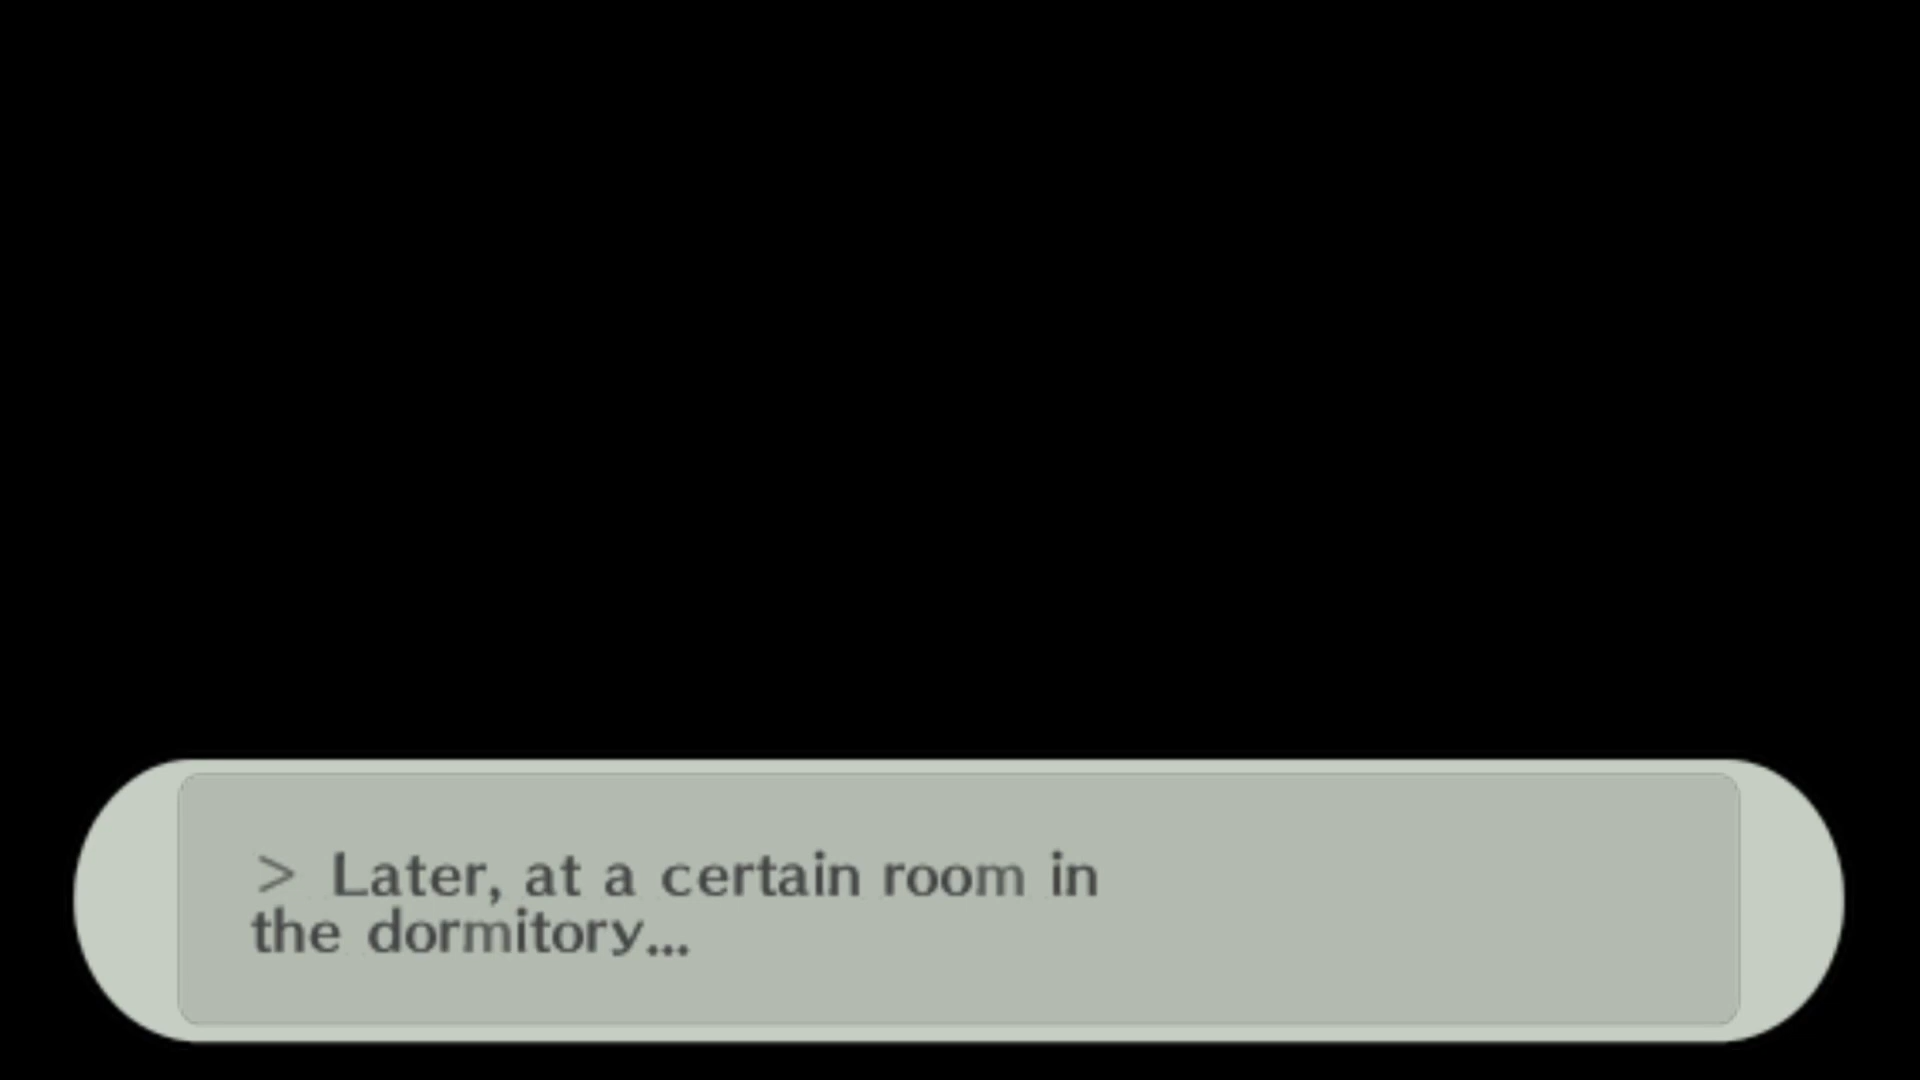 > Later, at a certain room in
the dormitory...